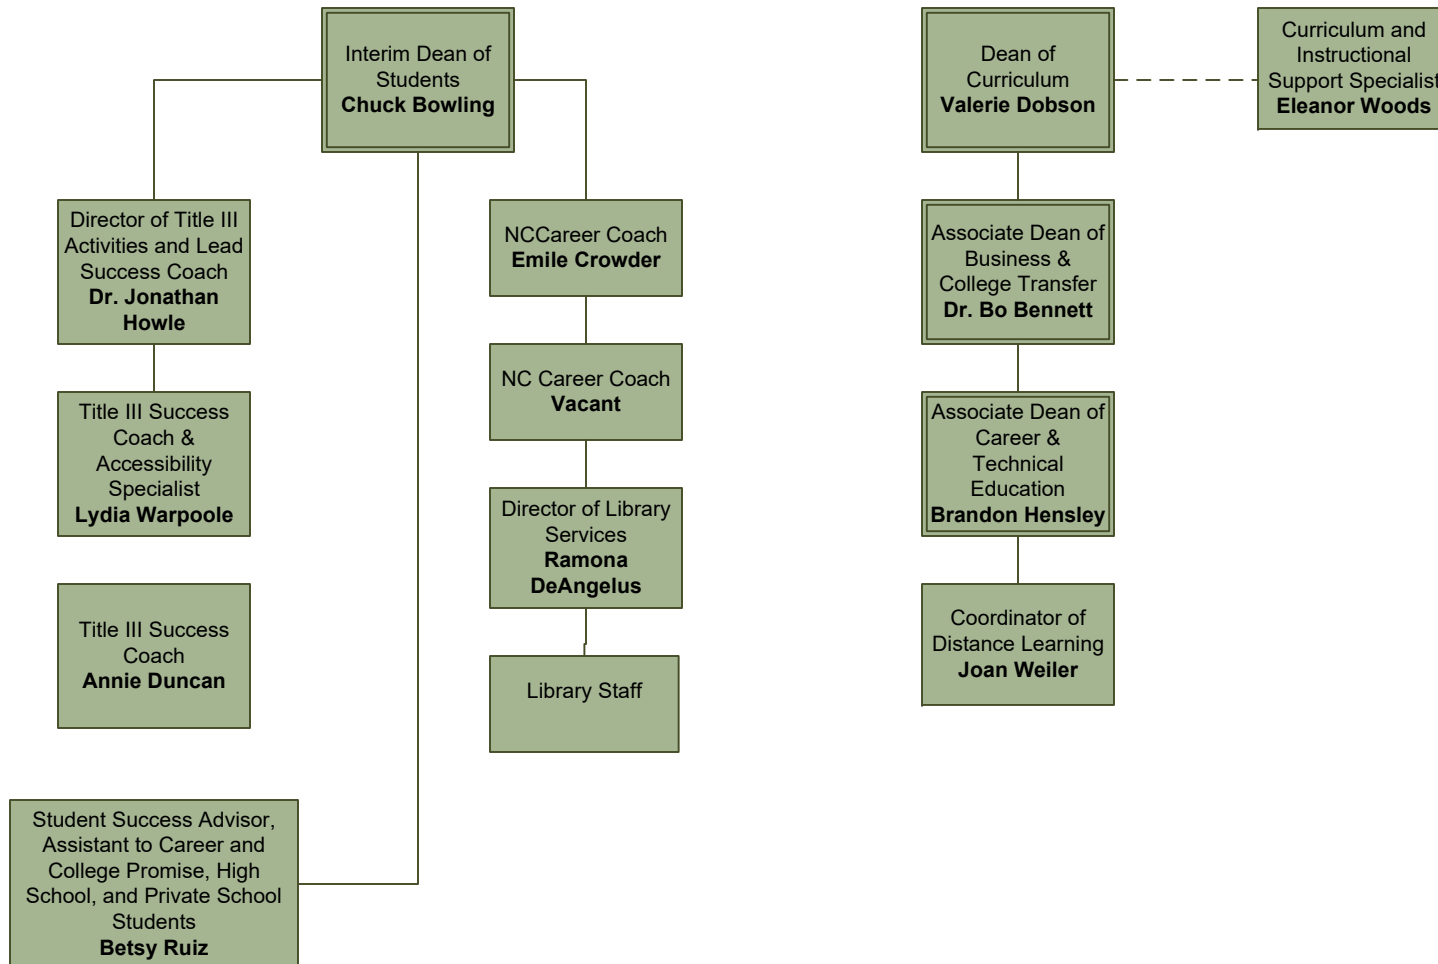 Interim Dean of
Students
Chuck Bowling
Dean of
Curriculum
Valerie Dobson
Curriculum and
Instructional
Support Specialist
Eleanor Woods
Director of Title III
Activities and Lead
Success Coach
Dr. Jonathan
Howle
NCCareer Coach
Emile Crowder
Associate Dean of
Business &
College Transfer
Dr. Bo Bennett
Title III Success
Coach &
Accessibility
Specialist
Lydia Warpoole
NC Career Coach
Vacant
Associate Dean of
Career &
Technical
Education
Brandon Hensley
Director of Library
Services
Ramona
DeAngelus
Title III Success
Coach
Annie Duncan
Library Staff
Coordinator of
Distance Learning
Joan Weiler
Student Success Advisor,
Assistant to Career and
College Promise, High
School, and Private School
Students
Betsy Ruiz